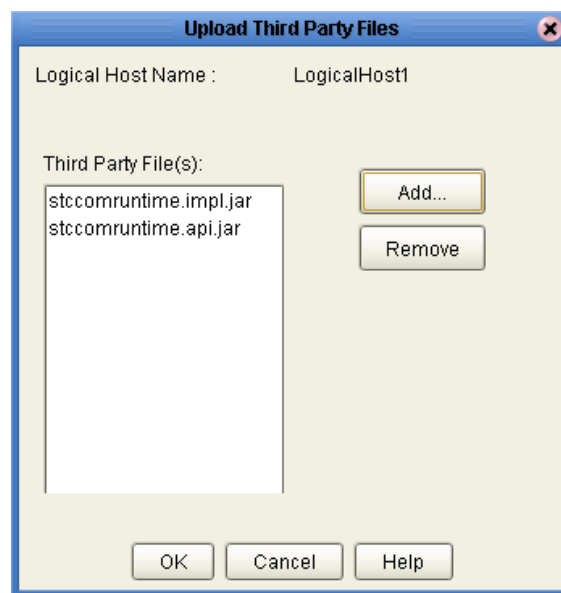 Upload Third Party Files
Logical Host Name : LogicalHost1
Third Party File(s):
stccomruntime.impl.jar
stccomruntime.api.jar
Add...
Remove
OK Cancel Help